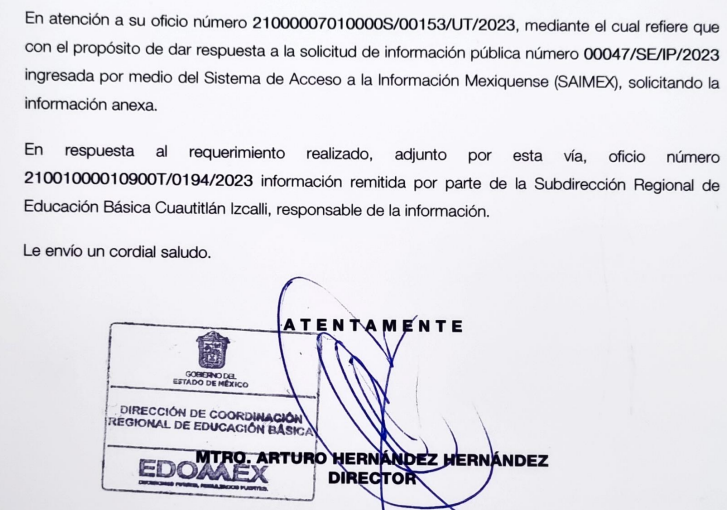 En atención a su oficio número 21000007010000S/00153/UT/2023, mediante el cual refiere que
con el propósito de dar respuesta a la solicitud de información pública número 00047/SE/IP/2023
ingresada por medio del Sistema de Acceso a la Información Mexiquense (SAIMEX), solicitando la
información anexa.
En respuesta al requerimiento realizado, adjunto por esta vía, oficio número
21001000010900T/0194/2023 información remitida por parte de la Subdirección Regional de
Educación Básica Cuautitlán Izcalli, responsable de la información.
Le envío un cordial saludo.
ATENTAMENTE
GOBIERNO DEL
ESTADO DE MÉXICO
DIRECCIÓN DE COORDINACIÓN
REGIONAL DE EDUCACIÓN BÁSICA
EDOMEX
DECISIONES FIRMES, RESULTADOS FUERTES.
MTRO. ARTURO HERNÁNDEZ HERNÁNDEZ
DIRECTOR